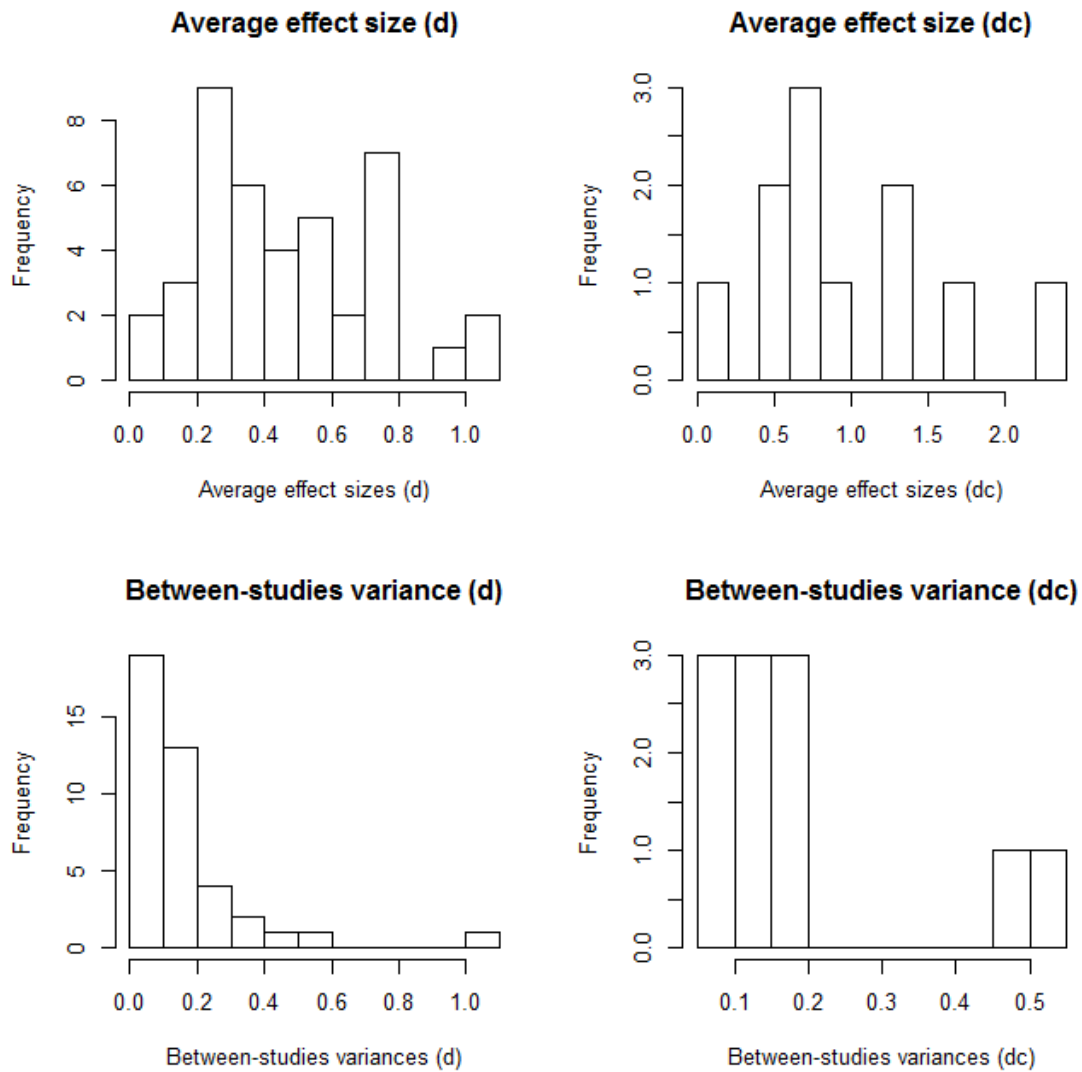 Average effect size (d)
Frequency
8
6
4
2
0
0.0 0.2 0.4 0.6 0.8 1.0
Average effect sizes (d)
Average effect size (dc)
Frequency
3.0
2.0
1.0
0.0
0.0 0.5 1.0 1.5 2.0
Average effect sizes (dc)
Between-studies variance (d)
Frequency
15
10
5
0
0.0 0.2 0.4 0.6 0.8 1.0
Between-studies variances (d)
Between-studies variance (dc)
Frequency
3.0
2.0
1.0
0.0
0.1 0.2 0.3 0.4 0.5
Between-studies variances (dc)